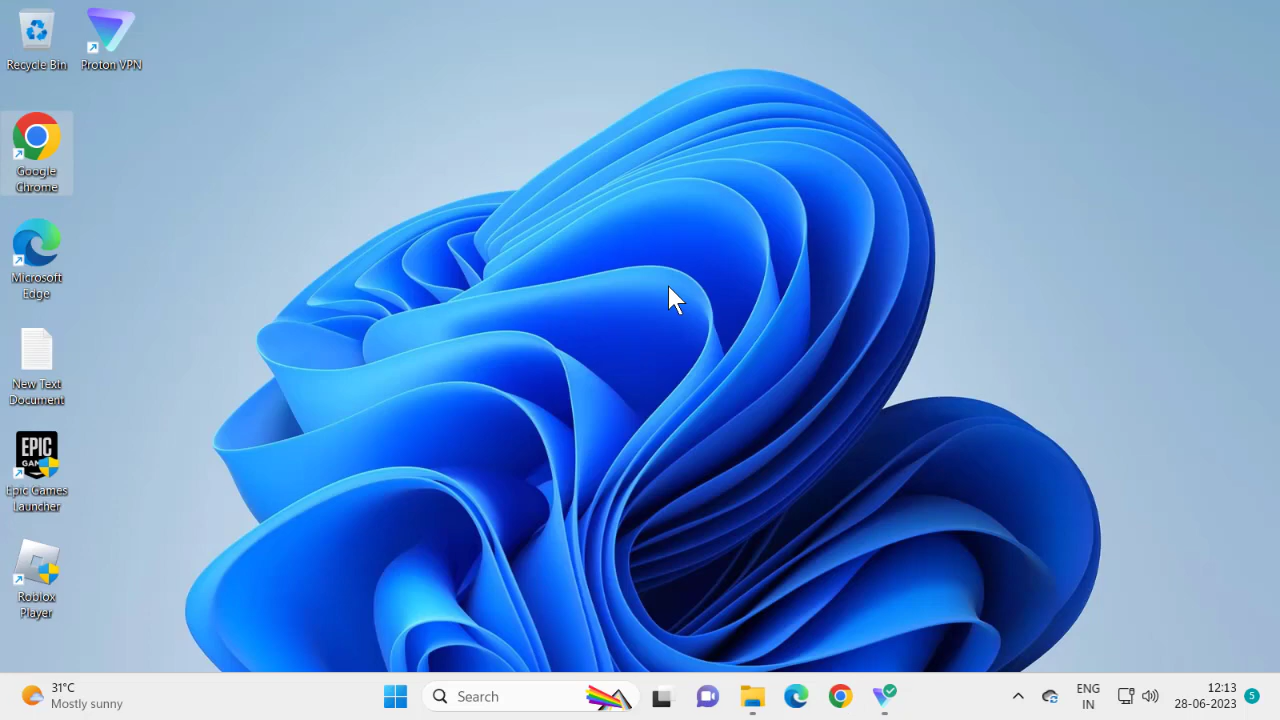 Recycle Bin
Proton VPN
Google
Chrome
Microsoft
Edge
New Text
Document
EPIC
GAMES
Epic Games
Launcher
Roblox
Player
31°C
Mostly sunny
Search
ENG
IN
12:13
28-06-2023
5